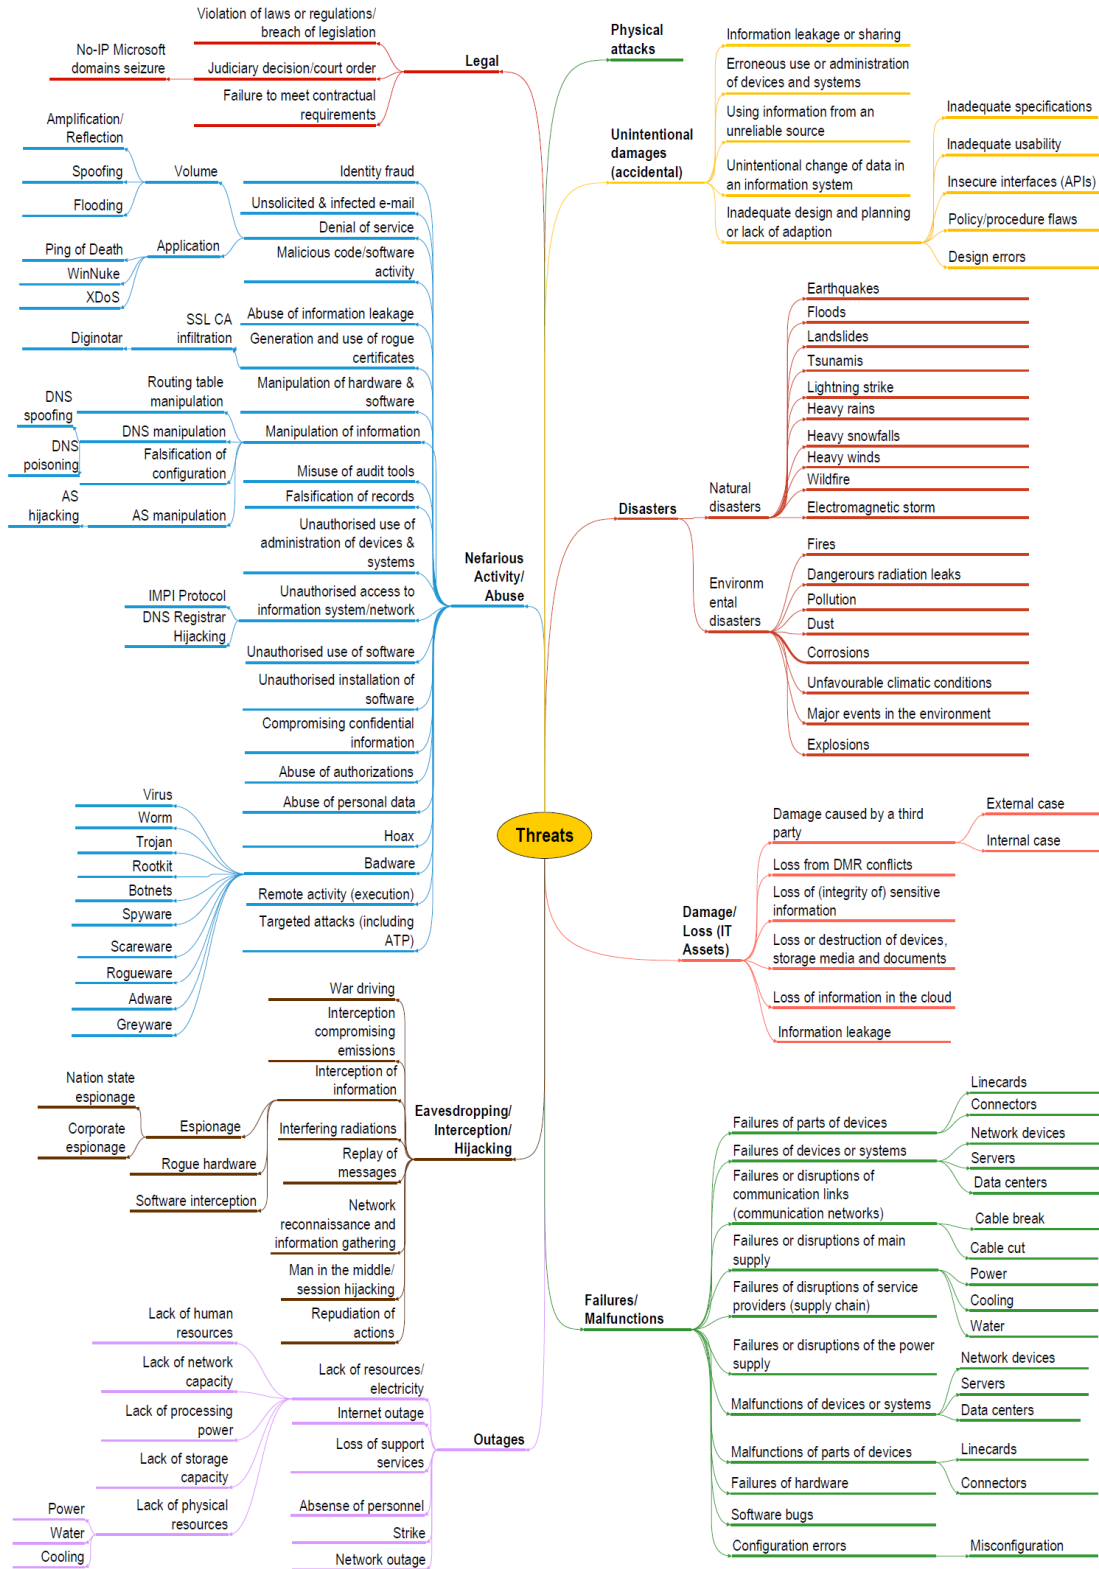 Violation of laws or regulations/
breach of legislation
No-IP Microsoft
domains seizure
Judiciary decision/court order
Failure to meet contractual
requirements
Legal
Amplification/
Reflection
Spoofing
Flooding
Volume
Ping of Death
WinNuke
XDoS
Application
Identity fraud
Unsolicited & infected e-mail
Denial of service
Malicious code/software
activity
Abuse of information leakage
Diginotar
SSL CA
infiltration
Generation and use of rogue
certificates
Manipulation of hardware &
software
DNS
spoofing
DNS
poisoning
Routing table
manipulation
DNS manipulation
Falsification of
configuration
AS
hijacking
AS manipulation
Manipulation of information
Misuse of audit tools
Falsification of records
Unauthorised use of
administration of devices &
systems
IMPI Protocol
DNS Registrar
Hijacking
Unauthorised access to
information system/network
Unauthorised use of software
Unauthorised installation of
software
Compromising confidential
information
Abuse of authorizations
Abuse of personal data
Hoax
Virus
Worm
Trojan
Rootkit
Botnets
Spyware
Scareware
Rogueware
Adware
Greyware
Badware
Remote activity (execution)
Targeted attacks (including
ATP)
Nefarious
Activity/
Abuse
War driving
Interception
compromising
emissions
Interception of
information
Nation state
espionage
Corporate
espionage
Espionage
Rogue hardware
Software interception
Interfering radiations
Replay of
messages
Network
reconnaissance and
information gathering
Man in the middle/
session hijacking
Repudiation of
actions
Eavesdropping/
Interception/
Hijacking
Lack of human
resources
Lack of network
capacity
Lack of processing
power
Lack of storage
capacity
Power
Water
Cooling
Lack of physical
resources
Lack of resources/
electricity
Internet outage
Loss of support
services
Absense of personnel
Strike
Network outage
Outages
Threats
Physical
attacks
Unintentional
damages
(accidental)
Information leakage or sharing
Erroneous use or administration
of devices and systems
Using information from an
unreliable source
Unintentional change of data in
an information system
Inadequate design and planning
or lack of adaption
Inadequate specifications
Inadequate usability
Insecure interfaces (APIs)
Policy/procedure flaws
Design errors
Disasters
Natural
disasters
Earthquakes
Floods
Landslides
Tsunamis
Lightning strike
Heavy rains
Heavy snowfalls
Heavy winds
Wildfire
Electromagnetic storm
Environm
ental
disasters
Fires
Dangerours radiation leaks
Pollution
Dust
Corrosions
Unfavourable climatic conditions
Major events in the environment
Explosions
Damage/
Loss (IT
Assets)
Damage caused by a third
party
External case
Internal case
Loss from DMR conflicts
Loss of (integrity of) sensitive
information
Loss or destruction of devices,
storage media and documents
Loss of information in the cloud
Information leakage
Failures/
Malfunctions
Failures of parts of devices
Linecards
Connectors
Failures of devices or systems
Network devices
Servers
Data centers
Failures or disruptions of
communication links
(communication networks)
Cable break
Cable cut
Failures or disruptions of main
supply
Power
Cooling
Water
Failures of disruptions of service
providers (supply chain)
Failures or disruptions of the power
supply
Malfunctions of devices or systems
Network devices
Servers
Data centers
Malfunctions of parts of devices
Linecards
Connectors
Failures of hardware
Software bugs
Configuration errors
Misconfiguration